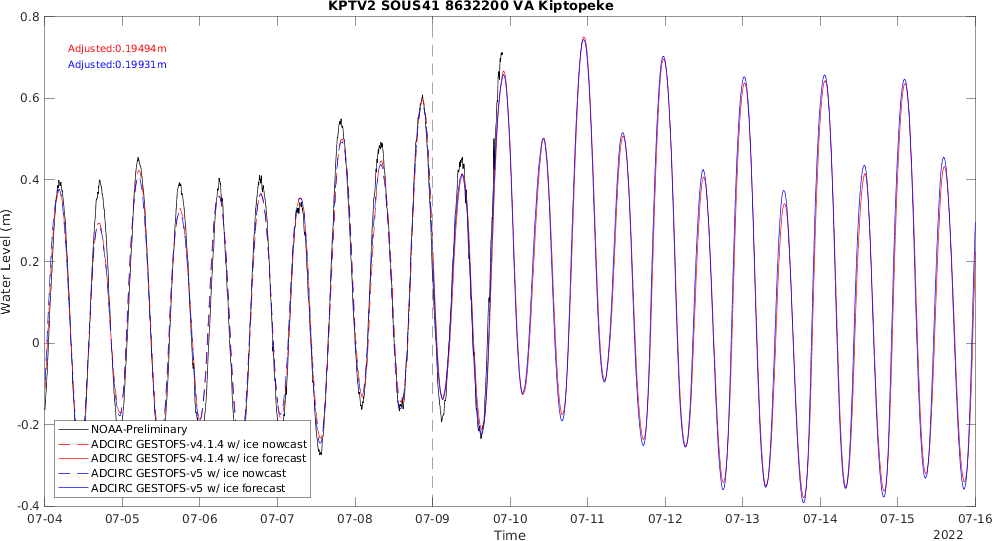 KPTV2 SOUS41 8632200 VA Kiptopeke
0.8
Adjusted:0.19494m
Adjusted:0.19931m
0.6
0.4
0.2
0
-0.2
-0.4
Water Level (m)
NOAA-Preliminary
ADCIRC GESTOFS-v4.1.4 w/ ice nowcast
ADCIRC GESTOFS-v4.1.4 w/ ice forecast
ADCIRC GESTOFS-v5 w/ ice nowcast
ADCIRC GESTOFS-v5 w/ ice forecast
07-04 07-05 07-06 07-07 07-08 07-09 07-10 07-11 07-12 07-13 07-14 07-15 07-16
Time
2022